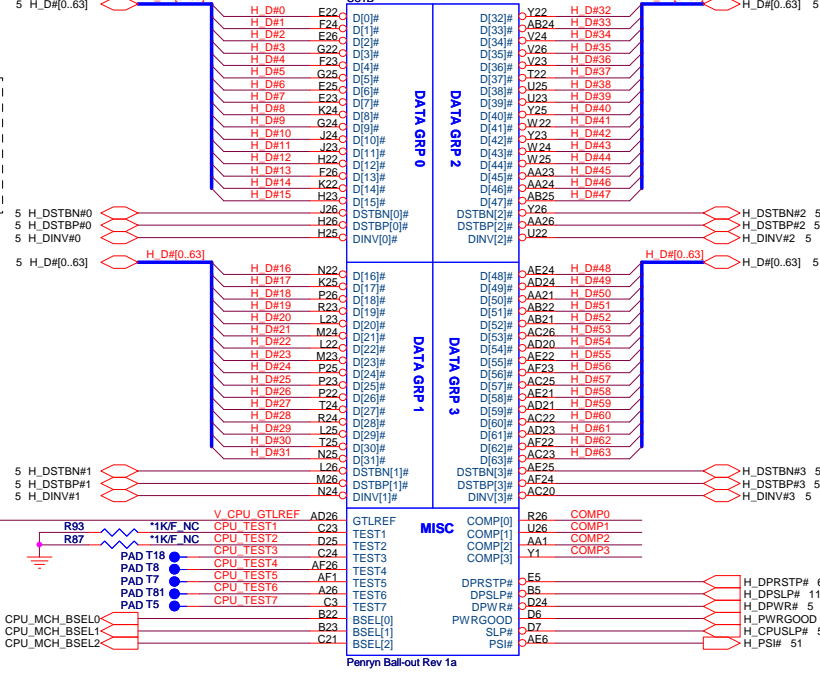 5 H_D#[0..63] H_D#[0..63] 5
H_D#0 E22 D[0]# D[32]# Y22 H_D#32
H_D#1 F24 D[1]# D[33]# AB24 H_D#33
H_D#2 E26 D[2]# D[34]# V24 H_D#34
H_D#3 G22 D[3]# D[35]# V26 H_D#35
H_D#4 F23 D[4]# D[36]# V23 H_D#36
H_D#5 G25 D[5]# D[37]# T22 H_D#37
H_D#6 E25 D[6]# D[38]# U25 H_D#38
H_D#7 E23 D[7]# D[39]# U23 H_D#39
H_D#8 K24 D[8]# D[40]# Y25 H_D#40
H_D#9 G24 D[9]# D[41]# W22 H_D#41
H_D#10 J24 D[10]# D[42]# Y23 H_D#42
H_D#11 J23 D[11]# D[43]# W24 H_D#43
H_D#12 H22 D[12]# D[44]# W25 H_D#44
H_D#13 F26 D[13]# D[45]# AA23 H_D#45
H_D#14 K22 D[14]# D[46]# AA24 H_D#46
H_D#15 H23 D[15]# D[47]# AB25 H_D#47
DATA GRP 0
DATA GRP 2
5 H_DSTBN#0 J26 DSTBN[0]# DSTBN[2]# Y26 H_DSTBN#2 5
5 H_DSTBP#0 H26 DSTBP[0]# DSTBP[2]# AA26 H_DSTBP#2 5
5 H_DINV#0 H25 DINV[0]# DINV[2]# U22 H_DINV#2 5
5 H_D#[0..63] H_D#[0..63] H_D#[0..63] H_D#[0..63] 5
H_D#16 N22 D[16]# D[48]# AE24 H_D#48
H_D#17 K25 D[17]# D[49]# AD24 H_D#49
H_D#18 P26 D[18]# D[50]# AA21 H_D#50
H_D#19 R23 D[19]# D[51]# AB22 H_D#51
H_D#20 L23 D[20]# D[52]# AB21 H_D#52
H_D#21 M24 D[21]# D[53]# AC26 H_D#53
H_D#22 L22 D[22]# D[54]# AD20 H_D#54
H_D#23 M23 D[23]# D[55]# AE22 H_D#55
H_D#24 P25 D[24]# D[56]# AF23 H_D#56
H_D#25 P23 D[25]# D[57]# AC25 H_D#57
H_D#26 P22 D[26]# D[58]# AE21 H_D#58
H_D#27 T24 D[27]# D[59]# AD21 H_D#59
H_D#28 R24 D[28]# D[60]# AC22 H_D#60
H_D#29 L25 D[29]# D[61]# AD23 H_D#61
H_D#30 T25 D[30]# D[62]# AF22 H_D#62
H_D#31 N25 D[31]# D[63]# AC23 H_D#63
DATA GRP 1
DATA GRP 3
5 H_DSTBN#1 L26 DSTBN[1]# DSTBN[3]# AE25 H_DSTBN#3 5
5 H_DSTBP#1 M26 DSTBP[1]# DSTBP[3]# AF24 H_DSTBP#3 5
5 H_DINV#1 N24 DINV[1]# DINV[3]# AC20 H_DINV#3 5
V_CPU_GTLREF AD26 GTLREF MISC COMP[0] R26 COMP0
R93 *1K/F_NC CPU_TEST1 C23 TEST1 COMP[1] U26 COMP1
R87 *1K/F_NC CPU_TEST2 D25 TEST2 COMP[2] AA1 COMP2
PAD T18 CPU_TEST3 C24 TEST3 COMP[3] Y1 COMP3
PAD T8 CPU_TEST4 AF26 TEST4
PAD T7 CPU_TEST5 AF1 TEST5 DPRSTP# E5 H_DPRSTP# 6
PAD T81 CPU_TEST6 A26 TEST6 DPSLP# B5 H_DPSLP# 11
PAD T5 CPU_TEST7 C3 TEST7 DPWR# D24 H_DPWR# 5
CPU_MCH_BSEL0 B22 BSEL[0] PWRGOOD D6 H_PWRGOOD
CPU_MCH_BSEL1 B23 BSEL[1] SLP# D7 H_CPUSLP# 5
CPU_MCH_BSEL2 C21 BSEL[2] PSI# AE6 H_PSI# 51
Penryn Ball-out Rev 1a